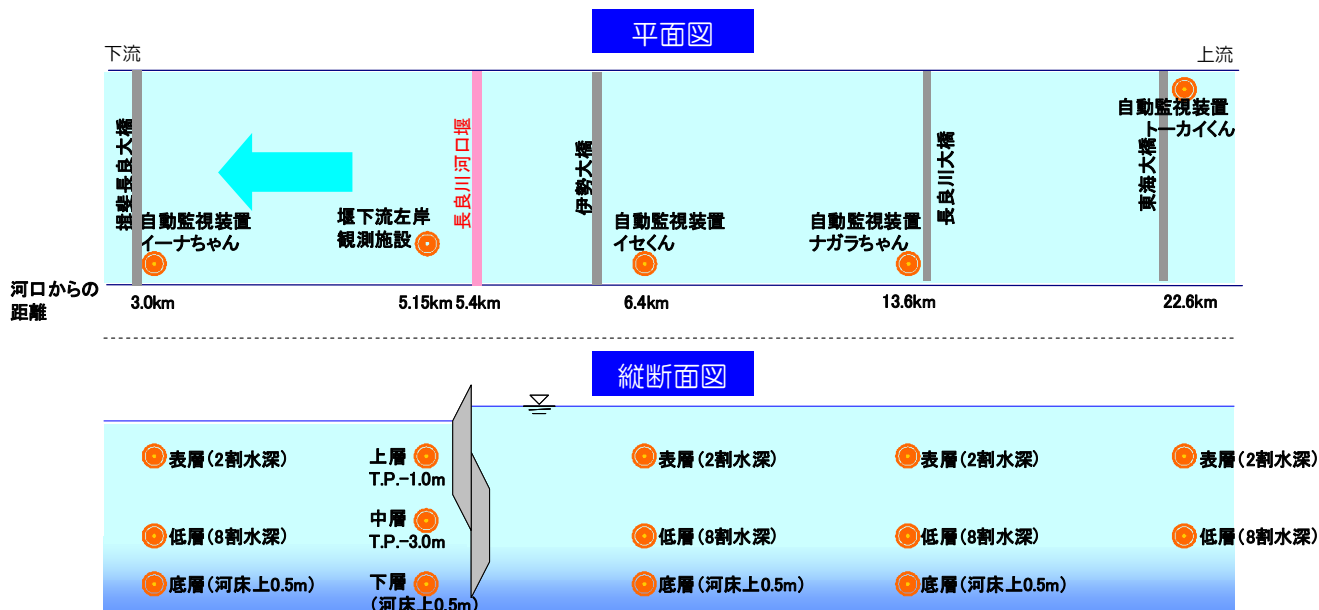 平面図
下流
上流
揖斐長良大橋
自動監視装置
イーナちゃん
堰下流左岸
観測施設
長良川河口堰
伊勢大橋
自動監視装置
イセくん
自動監視装置
ナガラちゃん
長良川大橋
東海大橋
自動監視装置
トーカイくん
河口からの
距離
3.0km
5.15km
5.4km
6.4km
13.6km
22.6km
縦断面図
表層(2割水深)
上層
T.P.-1.0m
表層(2割水深)
表層(2割水深)
表層(2割水深)
低層(8割水深)
中層
T.P.-3.0m
低層(8割水深)
低層(8割水深)
低層(8割水深)
底層(河床上0.5m)
下層
(河床上0.5m)
底層(河床上0.5m)
底層(河床上0.5m)